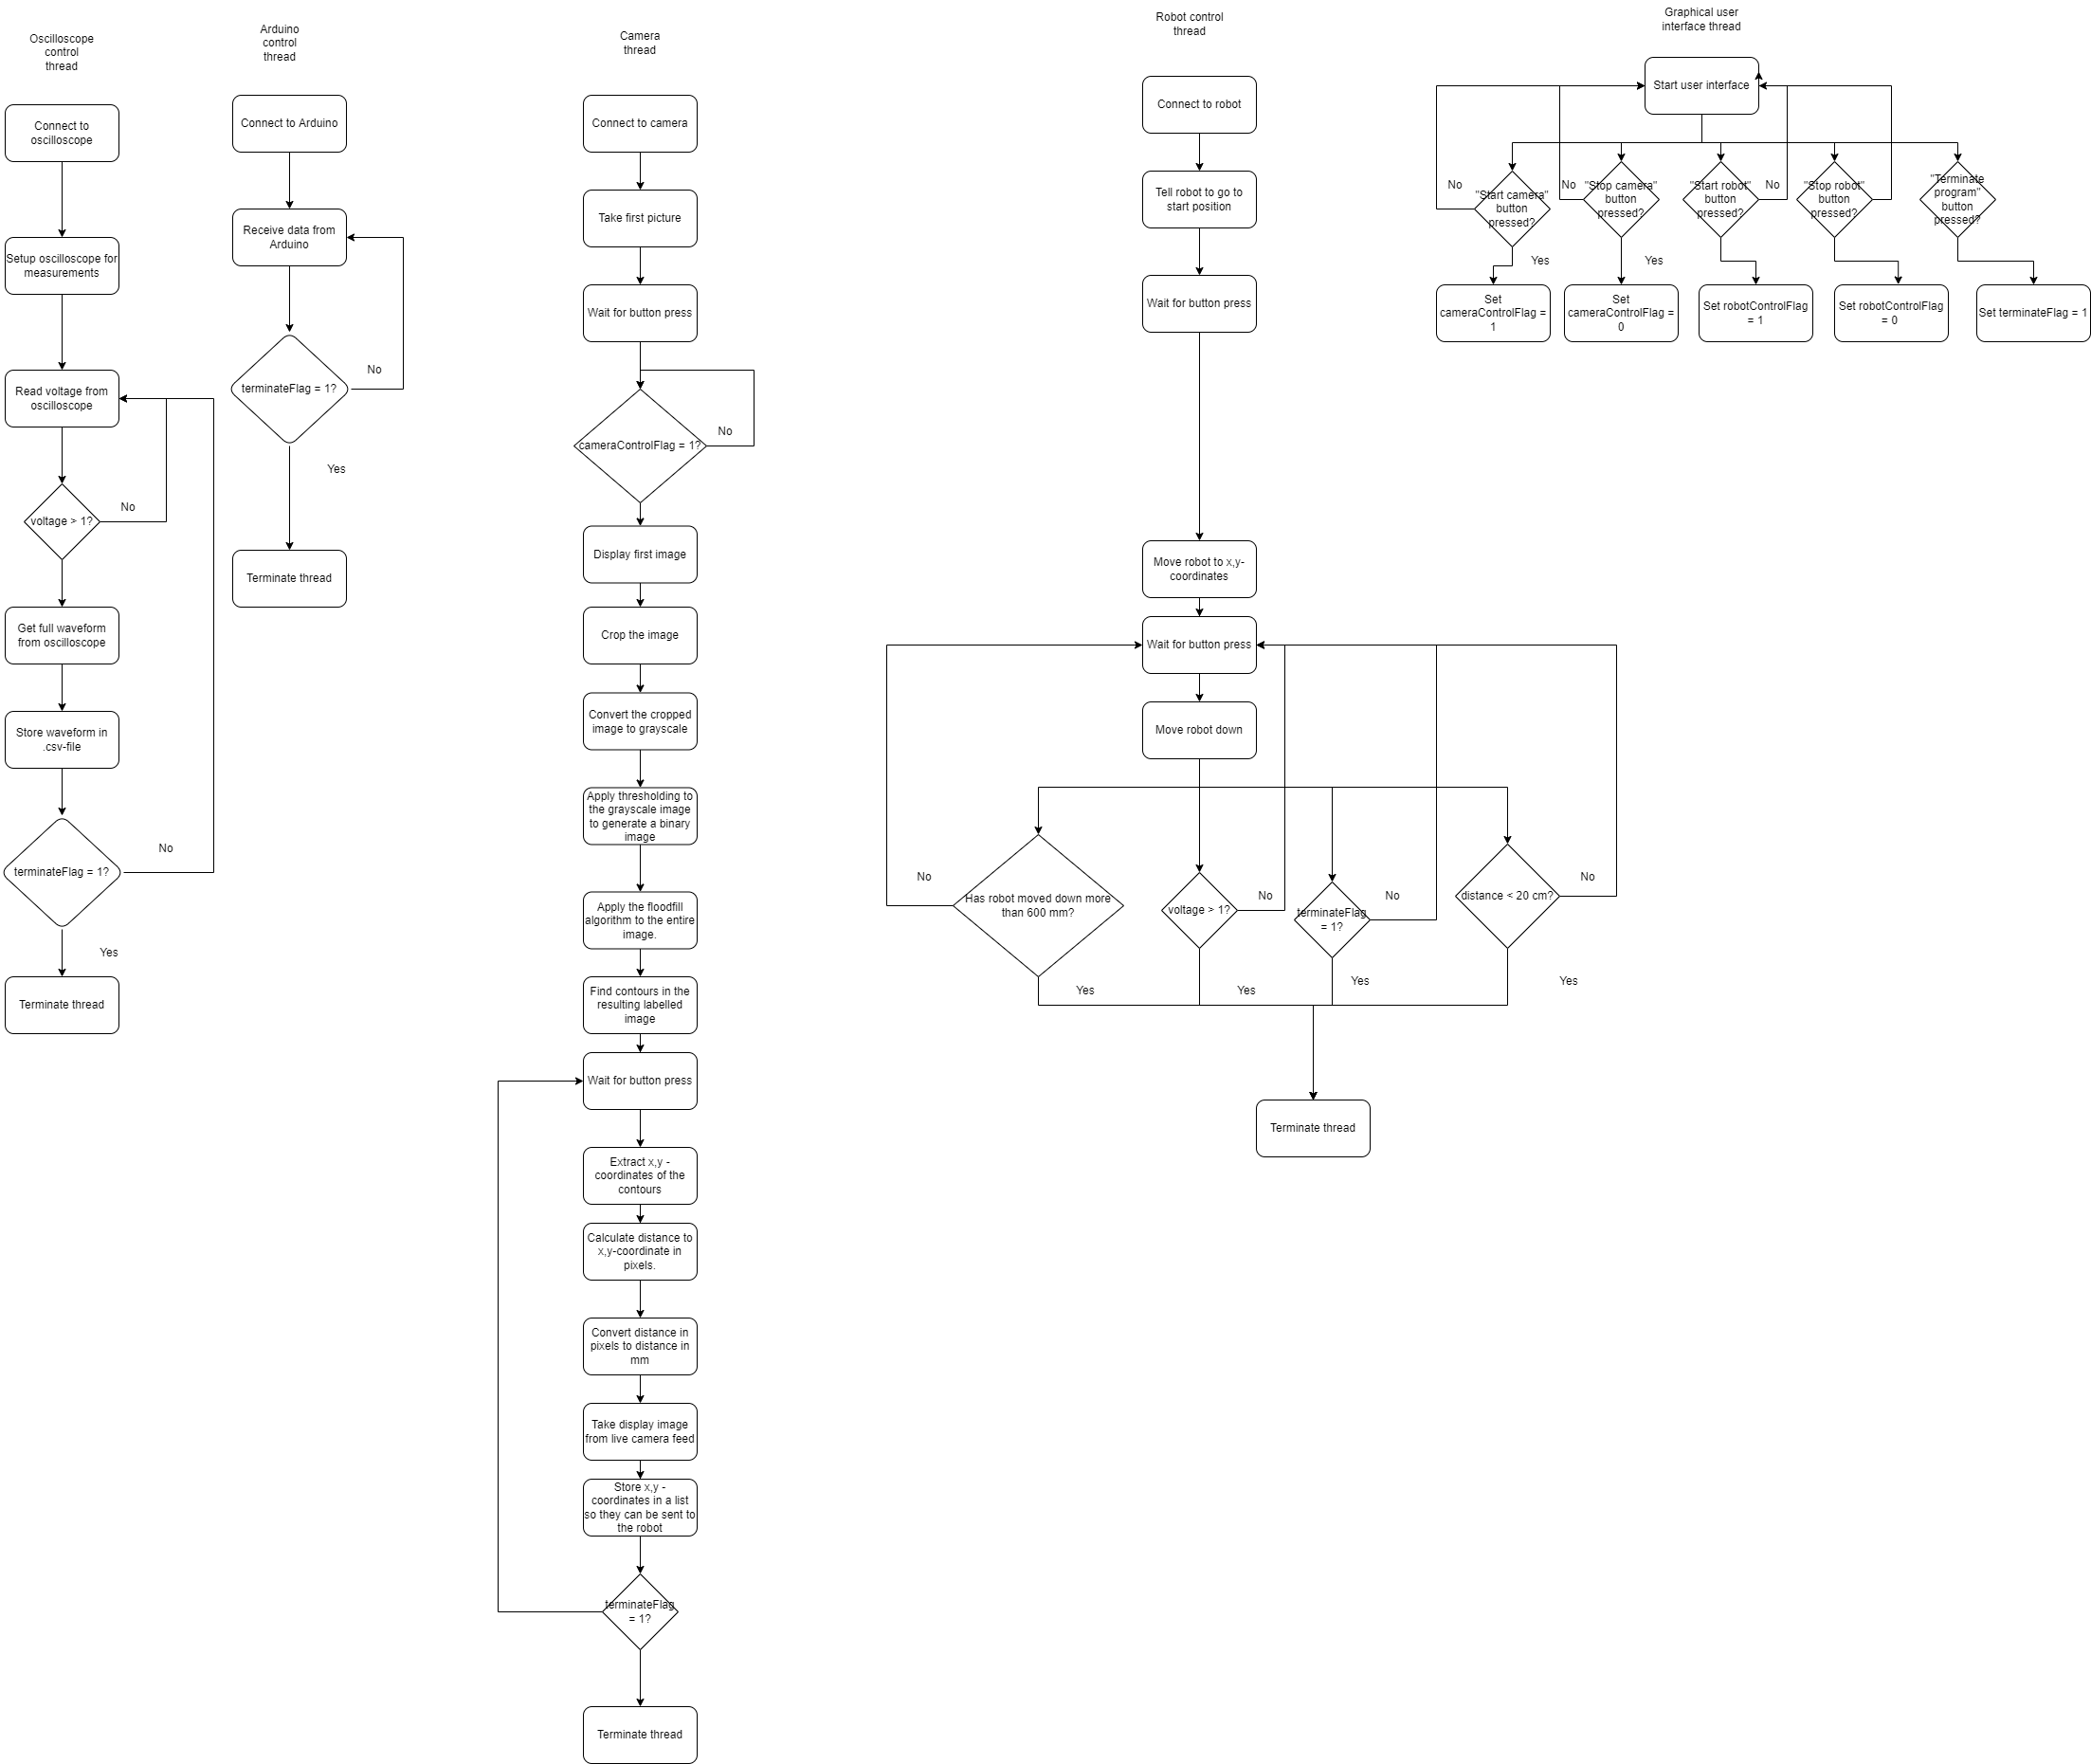 Oscilloscope
control
thread
Connect to
oscilloscope
Setup oscilloscope for
measurements
Read voltage from
oscilloscope
voltage > 1?
No
Get full waveform
from oscilloscope
Store waveform in
.csv-file
terminateFlag = 1?
No
Yes
Terminate thread
Arduino
control
thread
Connect to Arduino
Receive data from
Arduino
terminateFlag = 1?
No
Yes
Terminate thread
Camera
thread
Connect to camera
Take first picture
Wait for button press
cameraControlFlag = 1?
No
Display first image
Crop the image
Convert the cropped
image to grayscale
Apply thresholding to
the grayscale image
to generate a binary
image
Apply the floodfill
algorithm to the entire
image.
Find contours in the
resulting labelled
image
Wait for button press
Extract x,y -
coordinates of the
contours
Calculate distance to
x,y-coordinate in
pixels.
Convert distance in
pixels to distance in
mm
Take display image
from live camera feed
Store x,y -
coordinates in a list
so they can be sent to
the robot
terminateFlag
= 1?
Terminate thread
Robot control
thread
Connect to robot
Tell robot to go to
start position
Wait for button press
Move robot to x,y-
coordinates
Wait for button press
Move robot down
No
Has robot moved down more
than 600 mm?
Yes
voltage > 1?
No
Yes
terminateFlag
= 1?
No
Yes
distance < 20 cm?
No
Yes
Terminate thread
Graphical user
interface thread
Start user interface
No
"Start camera"
button
pressed?
Yes
Set
cameraControlFlag =
1
No
"Stop camera"
button
pressed?
Yes
Set
cameraControlFlag =
0
"Start robot"
button
pressed?
No
Set robotControlFlag
= 1
"Stop robot"
button
pressed?
Set robotControlFlag
= 0
"Terminate
program"
button
pressed?
Set terminateFlag = 1